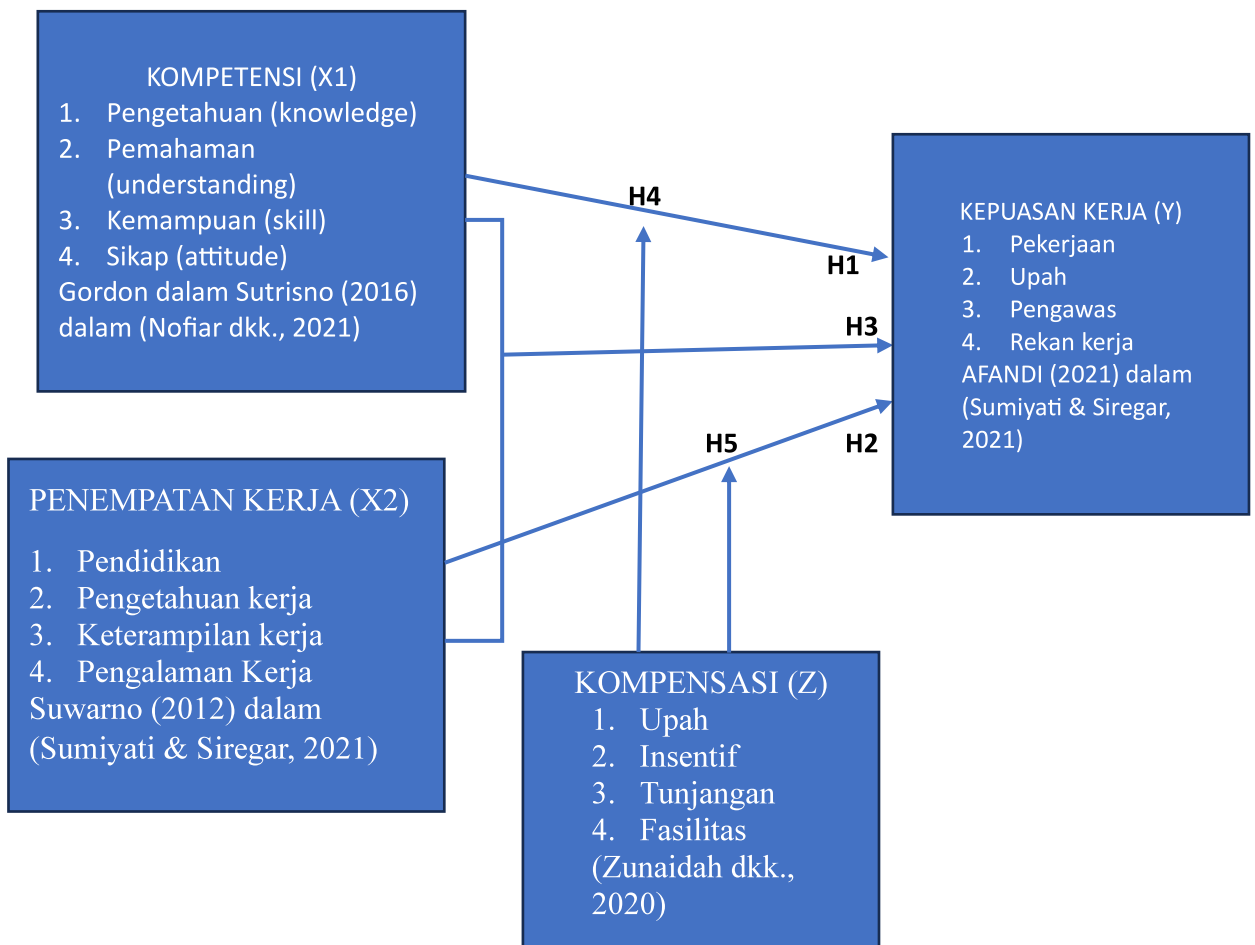 KOMPETENSI (X1)
1. Pengetahuan (knowledge)
2. Pemahaman
(understanding)
3. Kemampuan (skill)
4. Sikap (attitude)
Gordon dalam Sutrisno (2016)
dalam (Nofiar dkk., 2021)
H4
H1
H3
H5
H2
KEPUASAN KERJA (Y)
1. Pekerjaan
2. Upah
3. Pengawas
4. Rekan kerja
AFANDI (2021) dalam
(Sumiyati & Siregar,
2021)
PENEMPATAN KERJA (X2)
1. Pendidikan
2. Pengetahuan kerja
3. Keterampilan kerja
4. Pengalaman Kerja
Suwarno (2012) dalam
(Sumiyati & Siregar, 2021)
KOMPENSASI (Z)
1. Upah
2. Insentif
3. Tunjangan
4. Fasilitas
(Zunaidah dkk.,
2020)